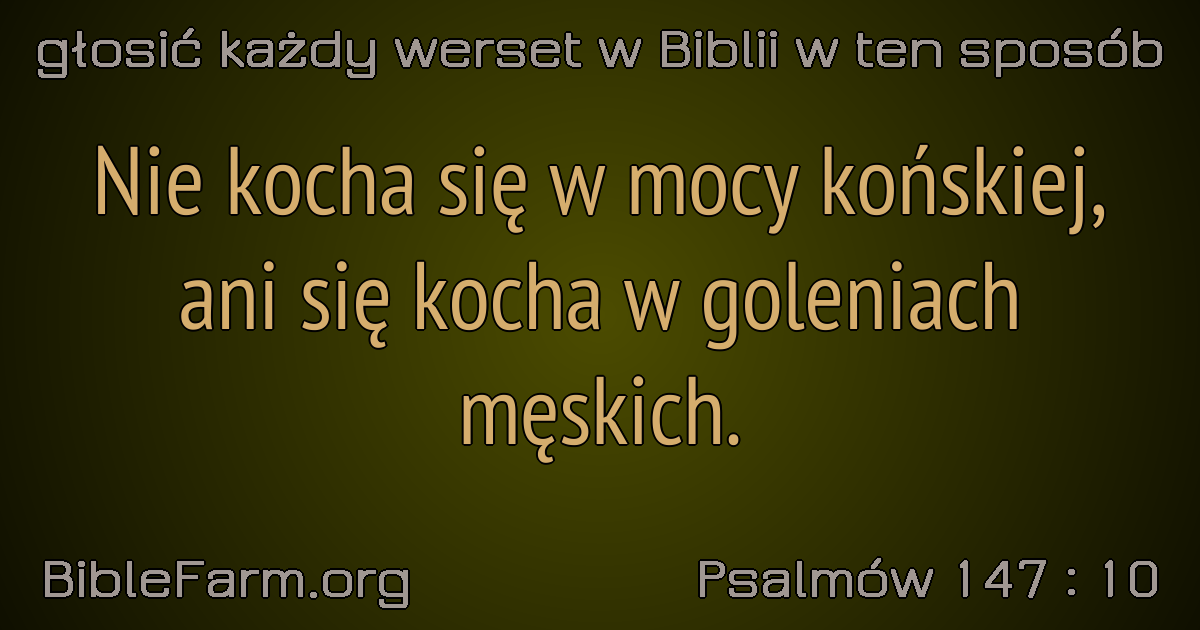 głosić każdy werset w Biblii w ten sposób
Nie kocha się w mocy końskiej,
ani się kocha w goleniach
męskich.
BibleFarm.org
Psalmów 147 : 10